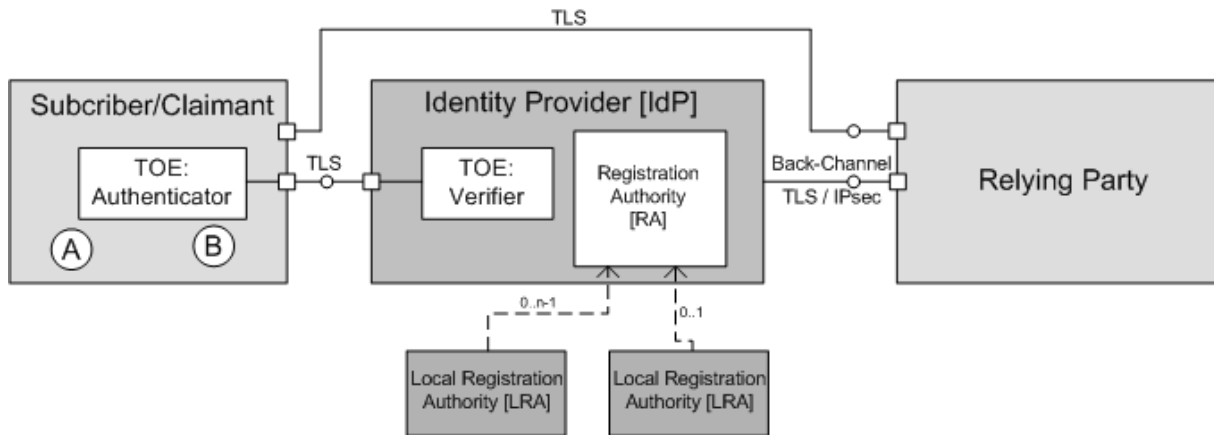 TLS
Subcriber/Claimant
TOE:
Authenticator
A
B
TLS
Identity Provider [IdP]
TOE:
Verifier
Registration
Authority
[RA]
Back-Channel
TLS / IPsec
Relying Party
0..n-1
0..1
Local Registration
Authority [LRA]
Local Registration
Authority [LRA]